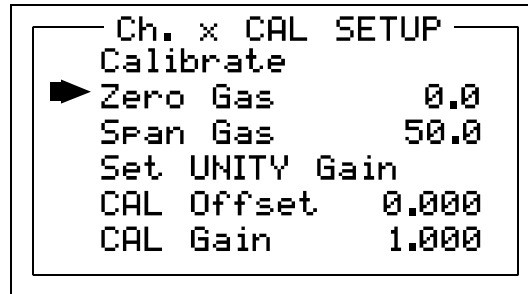 Ch. x CAL SETUP
Calibrate
Zero Gas 0.0
Span Gas 50.0
Set UNITY Gain
CAL Offset 0.000
CAL Gain 1.000